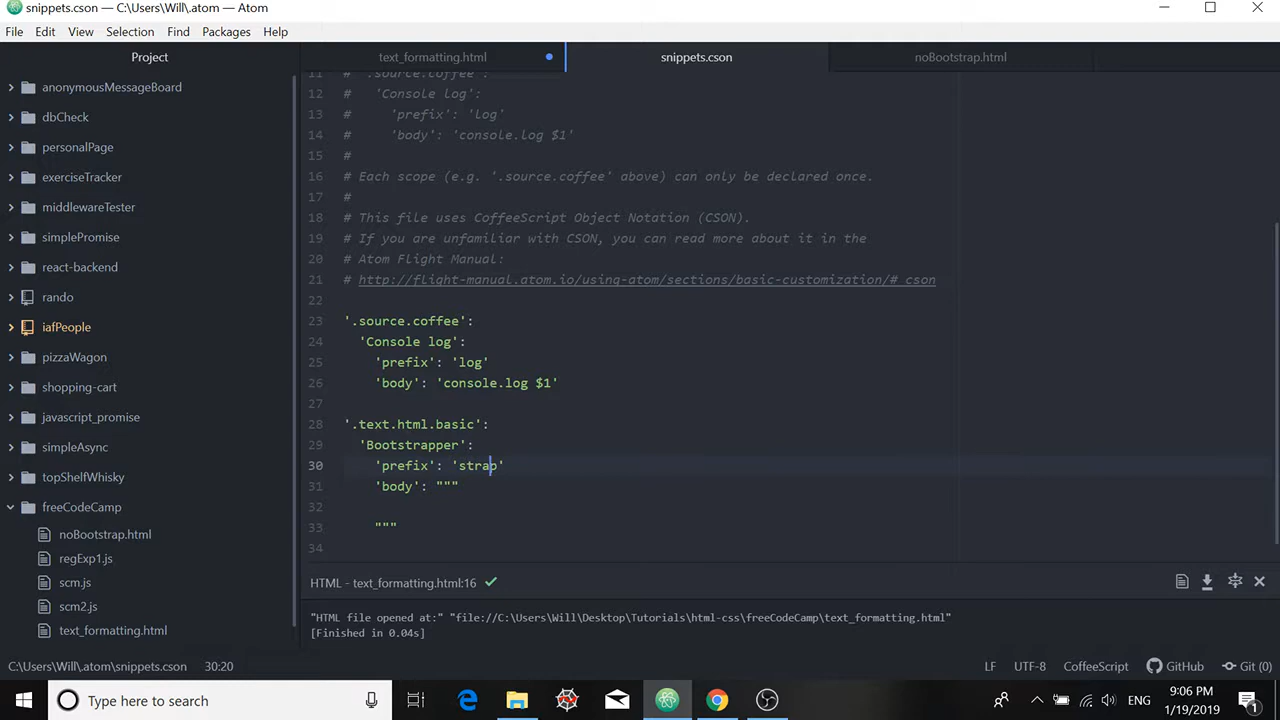 snippets.cson — C:\Users\Will\.atom — Atom
File Edit View Selection Find Packages Help
Project
text_formatting.html
snippets.cson
noBootstrap.html
anonymousMessageBoard
dbCheck
personalPage
exerciseTracker
middlewareTester
simplePromise
react-backend
rando
iafPeople
pizzaWagon
shopping-cart
javascript_promise
simpleAsync
topShelfWhisky
freeCodeCamp
noBootstrap.html
regExp1.js
scm.js
scm2.js
text_formatting.html
11 # '.source.coffee':
12 #   'Console log':
13 #     'prefix': 'log'
14 #     'body': 'console.log $1'
15 #
16 # Each scope (e.g. '.source.coffee' above) can only be declared once.
17 #
18 # This file uses CoffeeScript Object Notation (CSON).
19 # If you are unfamiliar with CSON, you can read more about it in the
20 # Atom Flight Manual:
21 # http://flight-manual.atom.io/using-atom/sections/basic-customization/#_cson
22
23 '.source.coffee':
24   'Console log':
25     'prefix': 'log'
26     'body': 'console.log $1'
27
28 '.text.html.basic':
29   'Bootstrapper':
30     'prefix': 'strap'
31     'body': """
32
33     """
34
HTML - text_formatting.html:16
"HTML file opened at:" "file://C:\Users\Will\Desktop\Tutorials\html-css\freeCodeCamp\text_formatting.html"
[Finished in 0.04s]
C:\Users\Will\.atom\snippets.cson 30:20 LF UTF-8 CoffeeScript GitHub Git (0)
Type here to search
ENG
9:06 PM
1/19/2019
1